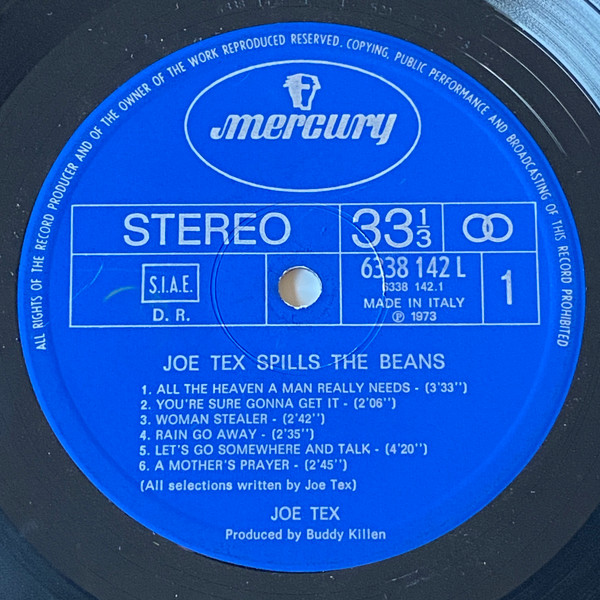 ALL RIGHTS OF THE RECORD PRODUCER AND OF THE OWNER OF THE WORK REPRODUCED RESERVED. COPYING, PUBLIC PERFORMANCE AND BROADCASTING OF THIS RECORD PROHIBITED
mercury
STEREO 33 1/3
S.I.A.E. 6338 142 L 1
6338 142.1
D. R. MADE IN ITALY
℗ 1973
JOE TEX SPILLS THE BEANS
1. ALL THE HEAVEN A MAN REALLY NEEDS - (3'33'')
2. YOU'RE SURE GONNA GET IT - (2'06'')
3. WOMAN STEALER - (2'42'')
4. RAIN GO AWAY - (2'35'')
5. LET'S GO SOMEWHERE AND TALK - (4'20'')
6. A MOTHER'S PRAYER - (2'45'')
(All selections written by Joe Tex)
JOE TEX
Produced by Buddy Killen